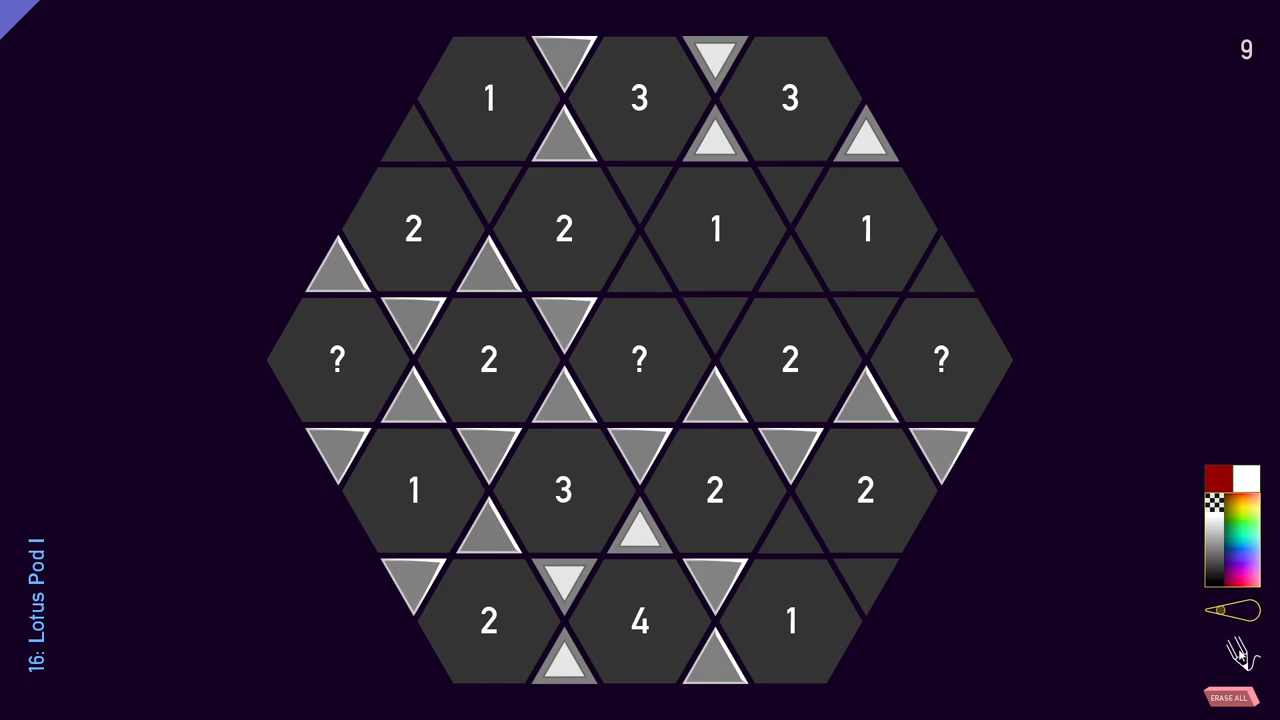 9
1 3 3
2 2 1 1
? 2 ? 2 ?
1 3 2 2
2 4 1
16: Lotus Pod I
ERASE ALL